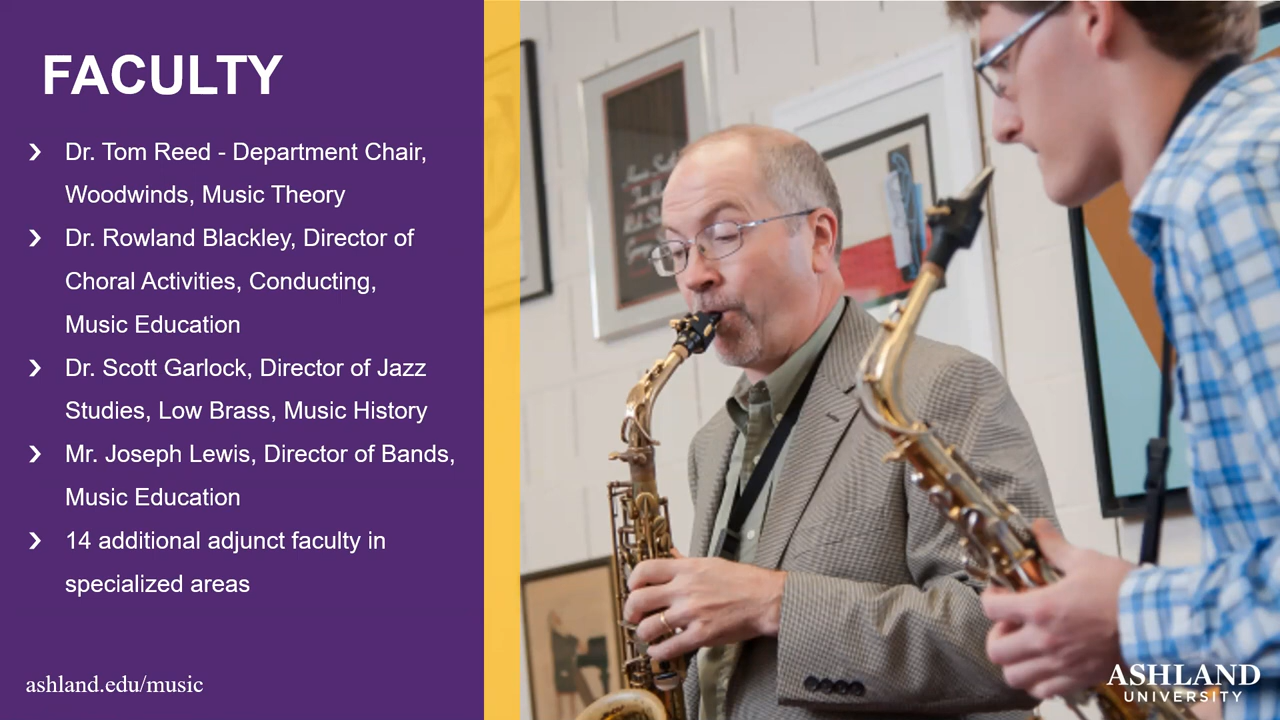 FACULTY
Dr. Tom Reed - Department Chair,
Woodwinds, Music Theory
Dr. Rowland Blackley, Director of
Choral Activities, Conducting,
Music Education
Dr. Scott Garlock, Director of Jazz
Studies, Low Brass, Music History
Mr. Joseph Lewis, Director of Bands,
Music Education
14 additional adjunct faculty in
specialized areas
ashland.edu/music
ASHLAND
UNIVERSITY